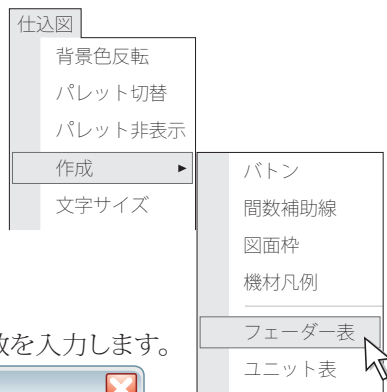 仕込図
背景色反転
パレット切替
パレット非表示
作成
文字サイズ
バトン
間数補助線
図面枠
機材凡例
フェーダー表
ユニット表
数を入力します。